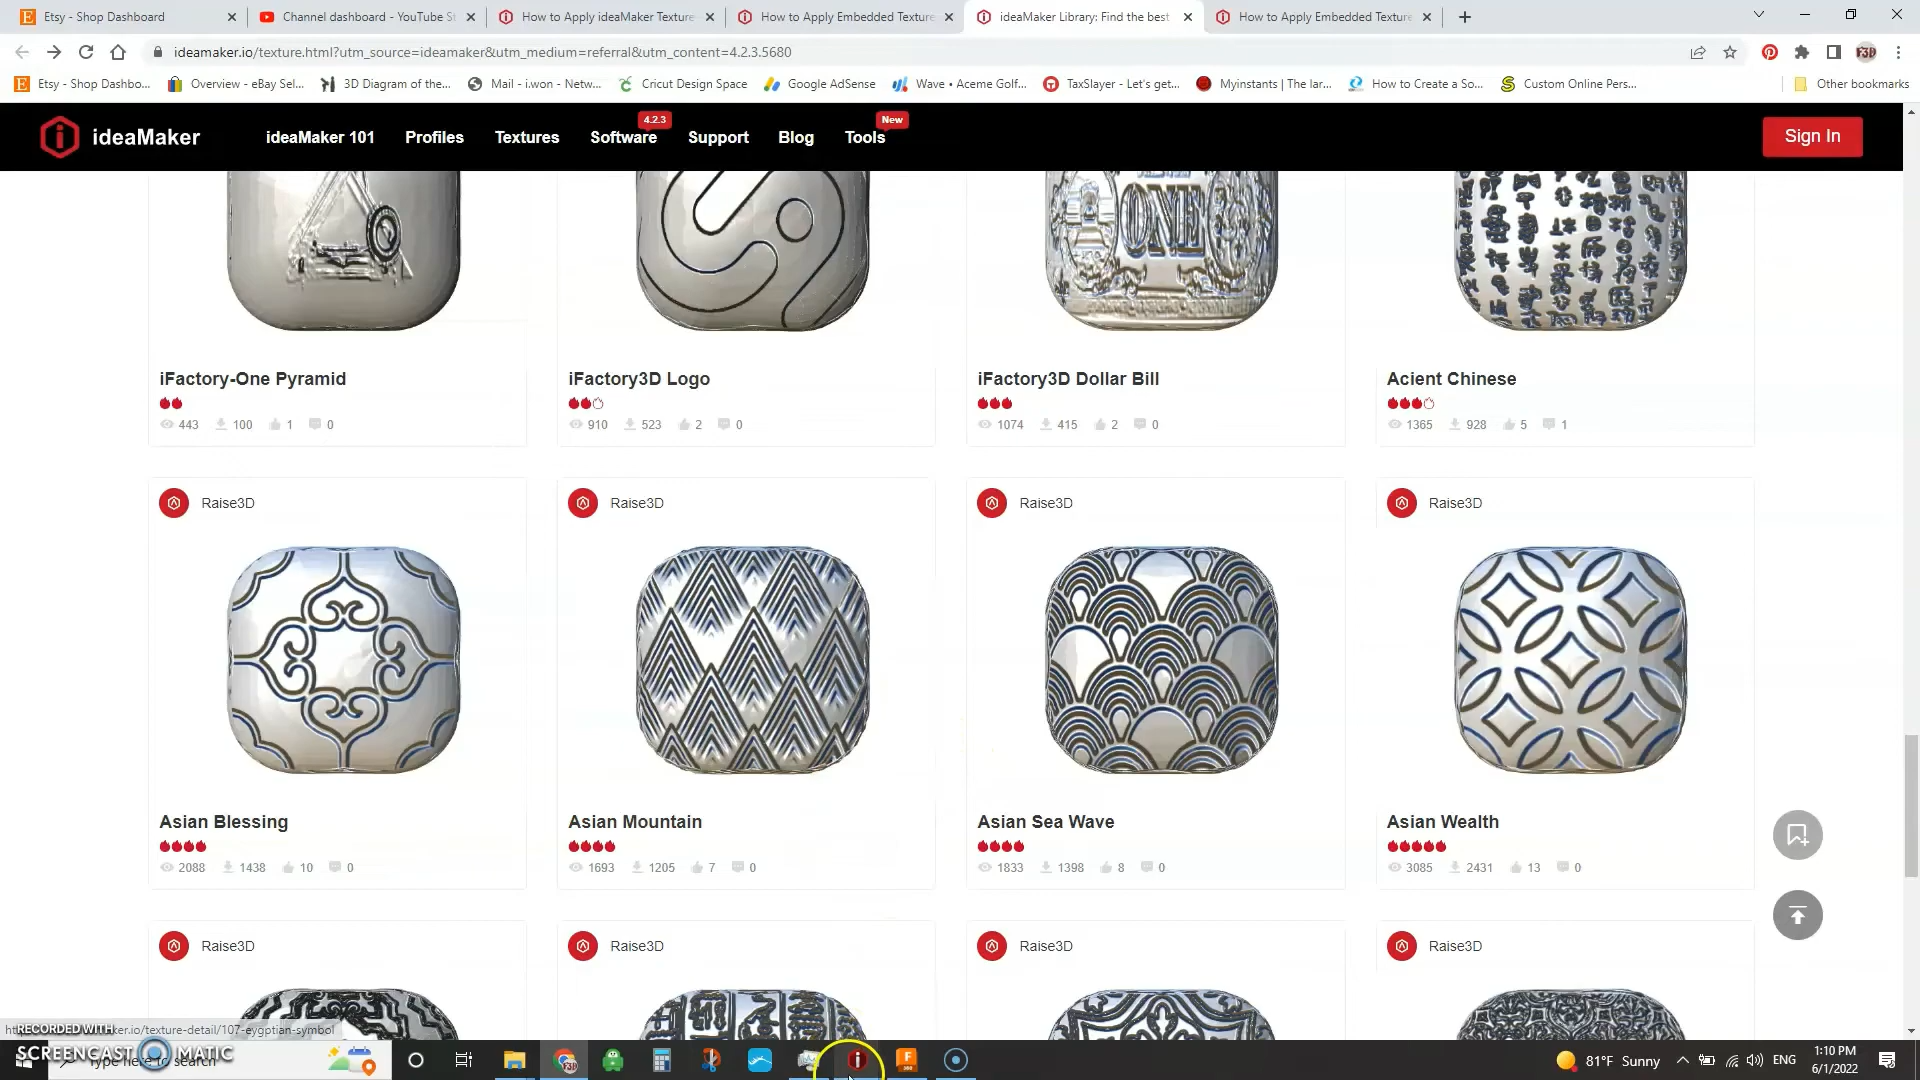 Etsy - Shop Dashboard
Channel dashboard - YouTube St
How to Apply ideaMaker Texture
How to Apply Embedded Texture
ideaMaker Library: Find the best
How to Apply Embedded Texture
ideamaker.io/texture.html?utm_source=ideamaker&utm_medium=referral&utm_content=4.2.3.5680
Etsy - Shop Dashbo...
Overview - eBay Sel...
3D Diagram of the...
Mail - i.won - Netw...
Cricut Design Space
Google AdSense
Wave • Aceme Golf...
TaxSlayer - Let's get...
Myinstants | The lar...
How to Create a So...
Custom Online Pers...
Other bookmarks
4.2.3
New
ideaMaker
ideaMaker 101
Profiles
Textures
Software
Support
Blog
Tools
Sign In
ONE
iFactory-One Pyramid
iFactory3D Logo
iFactory3D Dollar Bill
Acient Chinese
443 100 1 0
910 523 2 0
1074 415 2 0
1365 928 5 1
Raise3D
Raise3D
Raise3D
Raise3D
Asian Blessing
Asian Mountain
Asian Sea Wave
Asian Wealth
2088 1438 10 0
1693 1205 7 0
1833 1398 8 0
3085 2431 13 0
Raise3D
Raise3D
Raise3D
Raise3D
RECORDED WITH
ker.io/texture-detail/107-eygptian-symbol
SCREENCAST MATIC
Type here to search
81°F Sunny
ENG
1:10 PM
6/1/2022